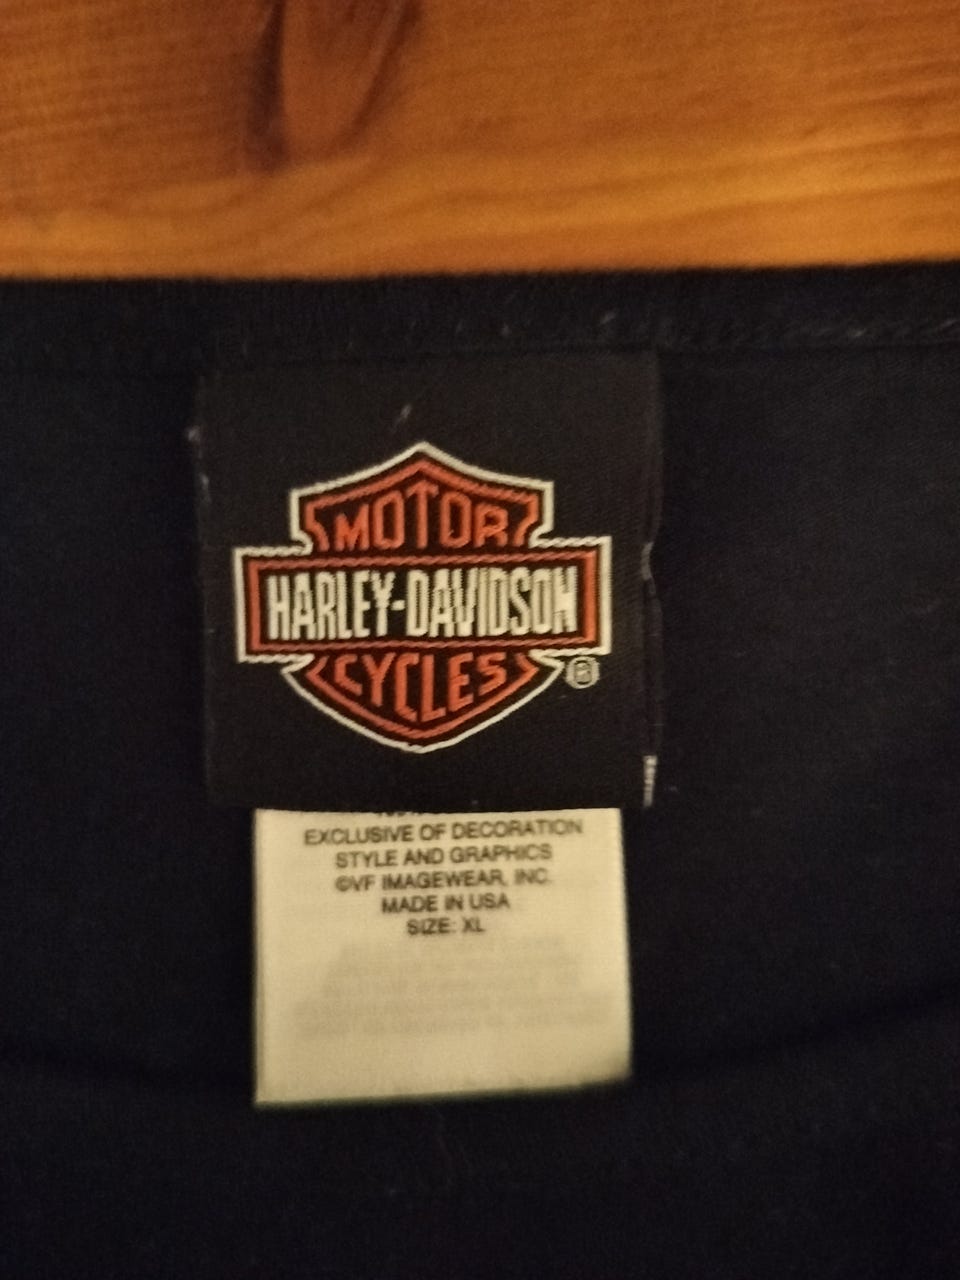 MOTOR
HARLEY-DAVIDSON
CYCLES
®
EXCLUSIVE OF DECORATION
STYLE AND GRAPHICS
©VF IMAGEWEAR, INC.
MADE IN USA
SIZE: XL